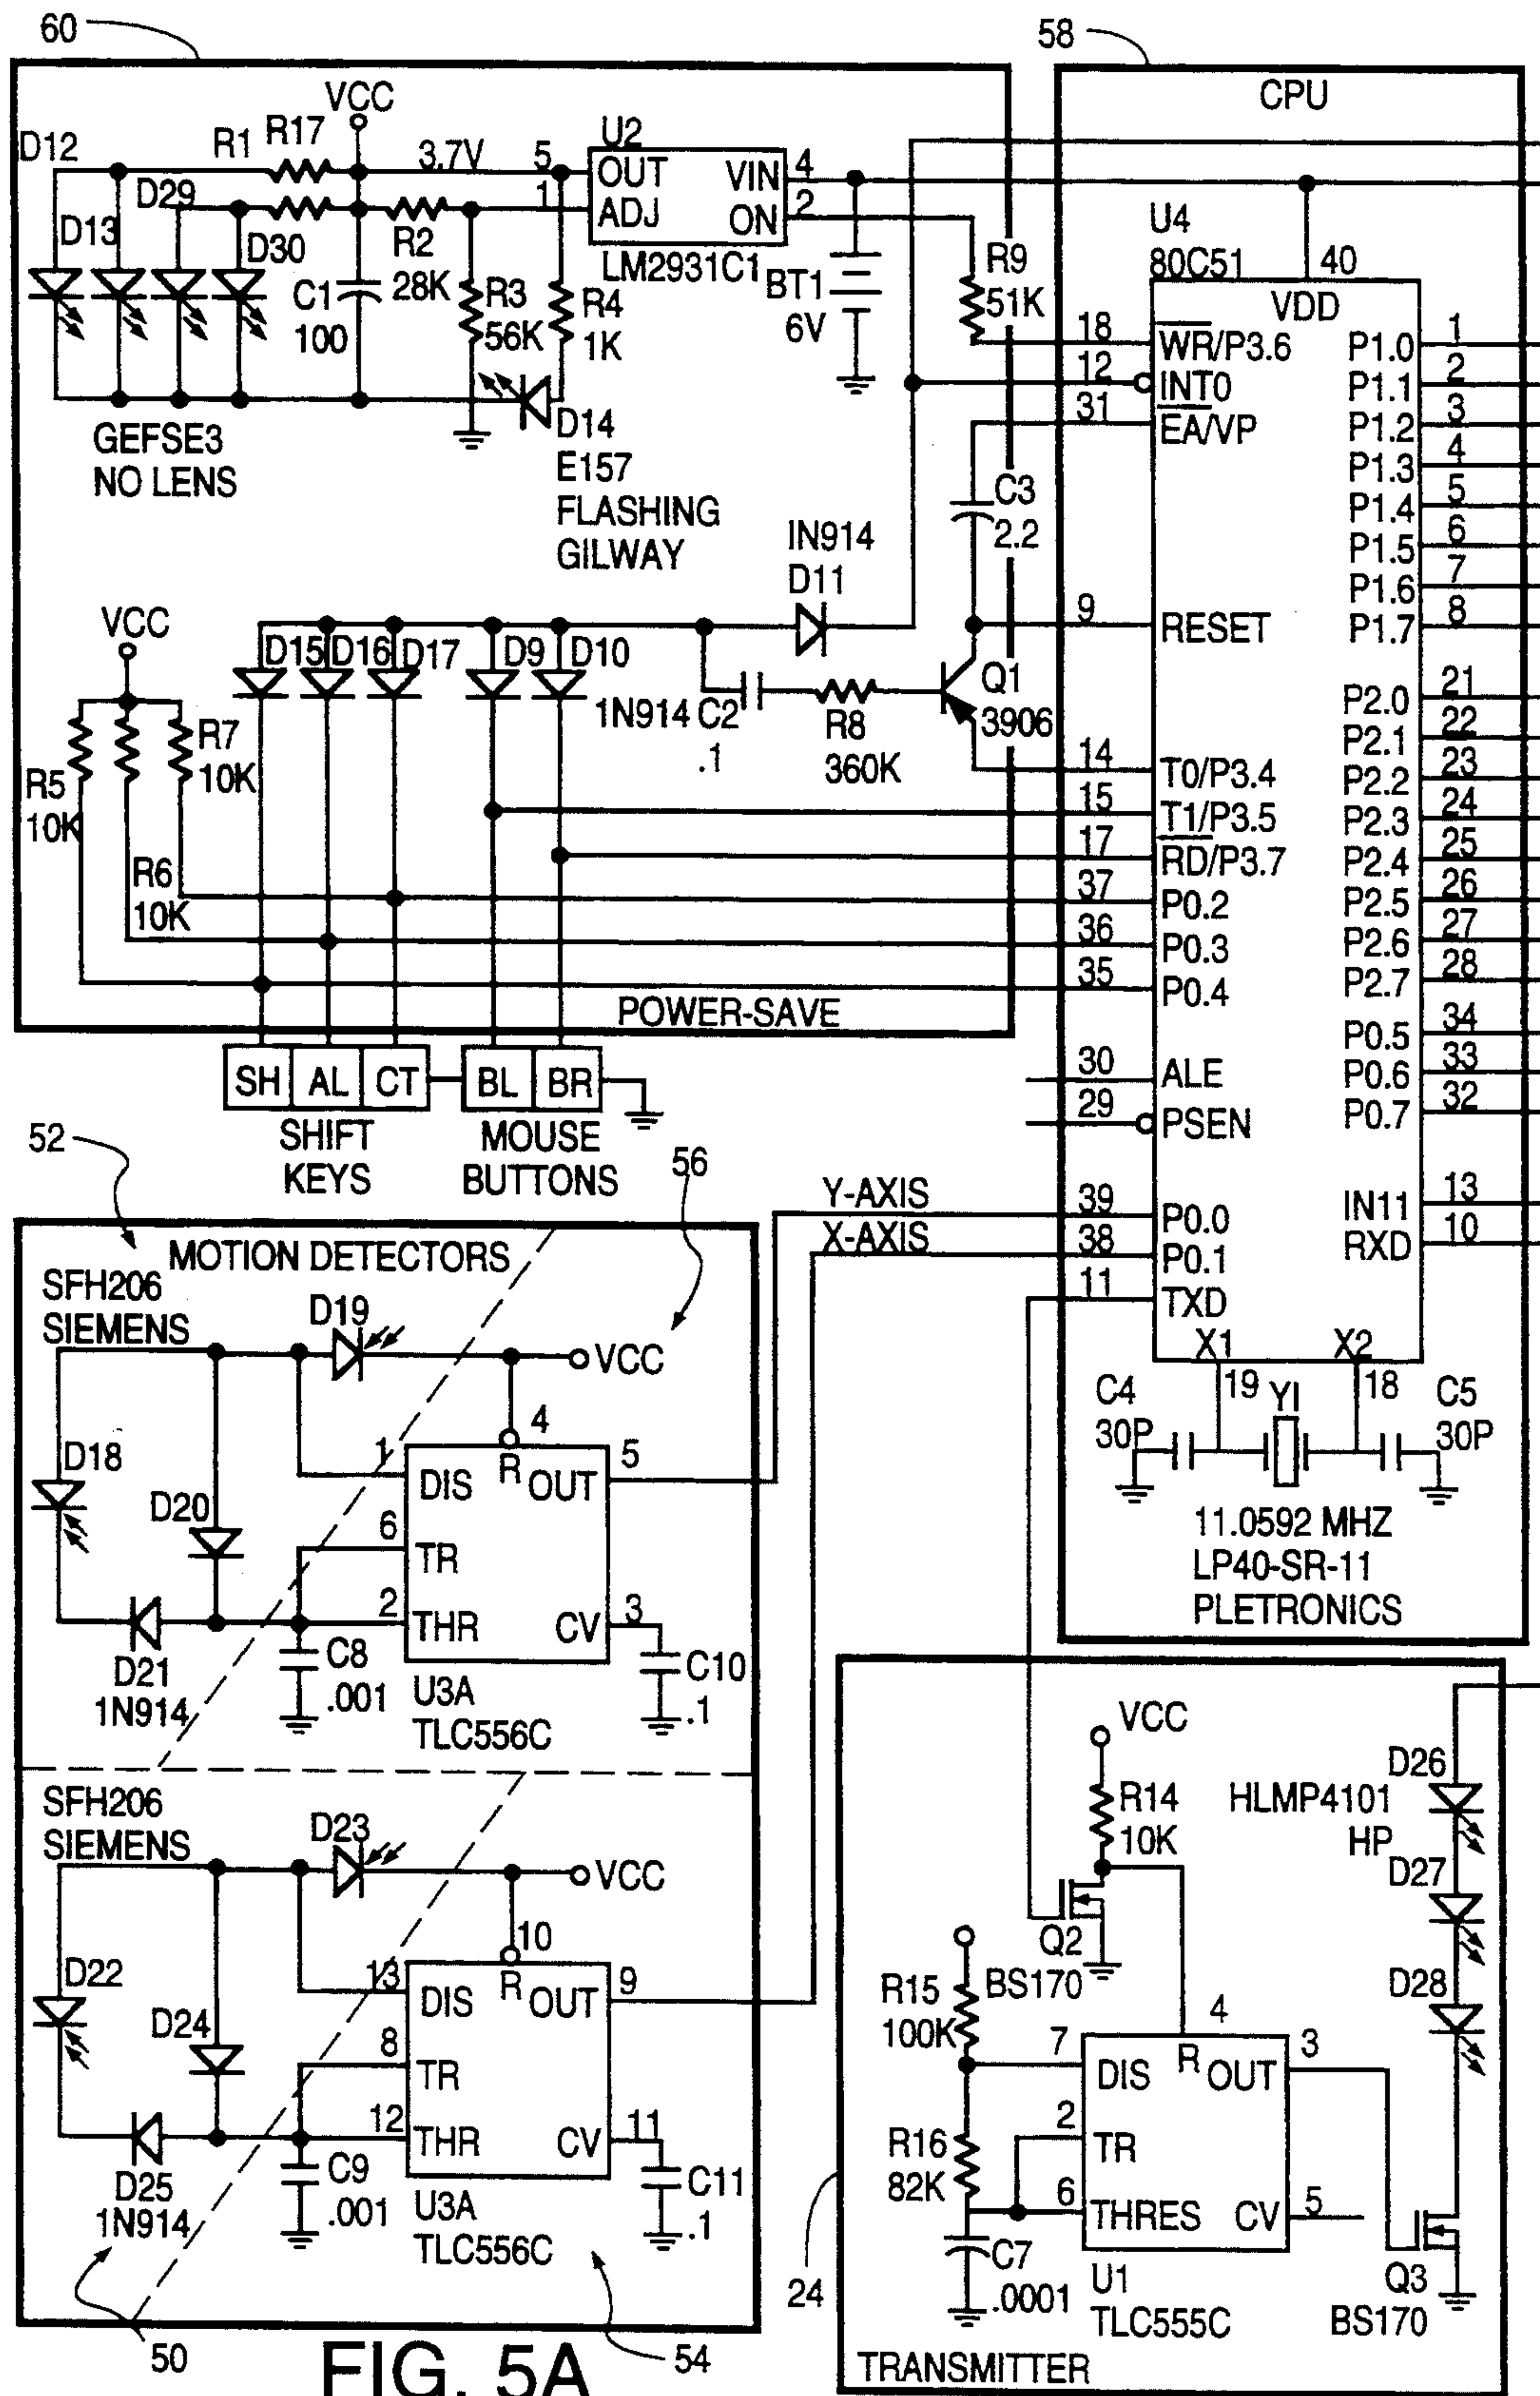 60
58
CPU
VCC
D12
R1
R17
3.7V
5
U2
OUT
VIN
4
D29
1
ADJ
ON
2
D13
D30
R2
28K
LM2931C1
C1
100
R3
56K
R4
1K
BT1
6V
R9
51K
U4
80C51
40
VDD
GEFSE3
NO LENS
D14
E157
FLASHING
GILWAY
18
WR/P3.6
12
INT0
31
EA/VP
C3
2.2
IN914
D11
9
RESET
P1.0
1
P1.1
2
P1.2
3
P1.3
4
P1.4
5
P1.5
6
P1.6
7
P1.7
8
VCC
D15
D16
D17
D9
D10
1N914
C2
.1
R8
360K
Q1
3906
R5
10K
R7
10K
R6
10K
14
T0/P3.4
15
T1/P3.5
17
RD/P3.7
37
P0.2
36
P0.3
35
P0.4
P2.0
21
P2.1
22
P2.2
23
P2.3
24
P2.4
25
P2.5
26
P2.6
27
P2.7
28
POWER-SAVE
P0.5
34
P0.6
33
P0.7
32
30
ALE
29
PSEN
SH
AL
CT
BL
BR
SHIFT
KEYS
MOUSE
BUTTONS
52
56
Y-AXIS
39
P0.0
X-AXIS
38
P0.1
11
TXD
IN11
13
RXD
10
X1
X2
19
18
YI
C4
30P
C5
30P
11.0592 MHZ
LP40-SR-11
PLETRONICS
MOTION DETECTORS
SFH206
SIEMENS
D19
VCC
4
D18
D20
1
DIS
R
OUT
5
6
TR
2
THR
CV
3
D21
1N914
C8
.001
U3A
TLC556C
C10
.1
SFH206
SIEMENS
D23
VCC
10
D22
D24
13
DIS
R
OUT
9
8
TR
12
THR
CV
11
D25
1N914
C9
.001
U3A
TLC556C
C11
.1
50
54
VCC
R14
10K
D26
HLMP4101
HP
D27
D28
Q2
BS170
R15
100K
4
7
DIS
R
OUT
3
2
TR
R16
82K
6
THRES
CV
5
C7
.0001
U1
TLC555C
Q3
BS170
24
TRANSMITTER
FIG. 5A